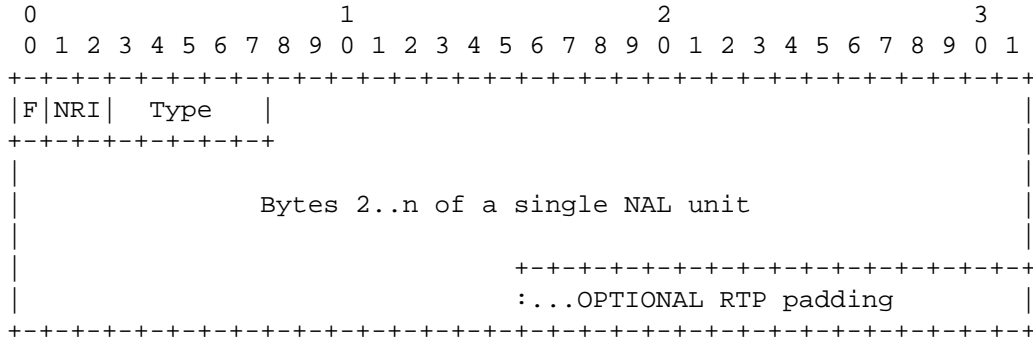 0                   1                   2                   3
 0 1 2 3 4 5 6 7 8 9 0 1 2 3 4 5 6 7 8 9 0 1 2 3 4 5 6 7 8 9 0 1
+-+-+-+-+-+-+-+-+-+-+-+-+-+-+-+-+-+-+-+-+-+-+-+-+-+-+-+-+-+-+-+-+
|F|NRI|  Type   |                                               |
+-+-+-+-+-+-+-+-+                                               |
|                                                               |
|               Bytes 2..n of a single NAL unit                 |
|                                                               |
|                               +-+-+-+-+-+-+-+-+-+-+-+-+-+-+-+-+
|                               :...OPTIONAL RTP padding        |
+-+-+-+-+-+-+-+-+-+-+-+-+-+-+-+-+-+-+-+-+-+-+-+-+-+-+-+-+-+-+-+-+